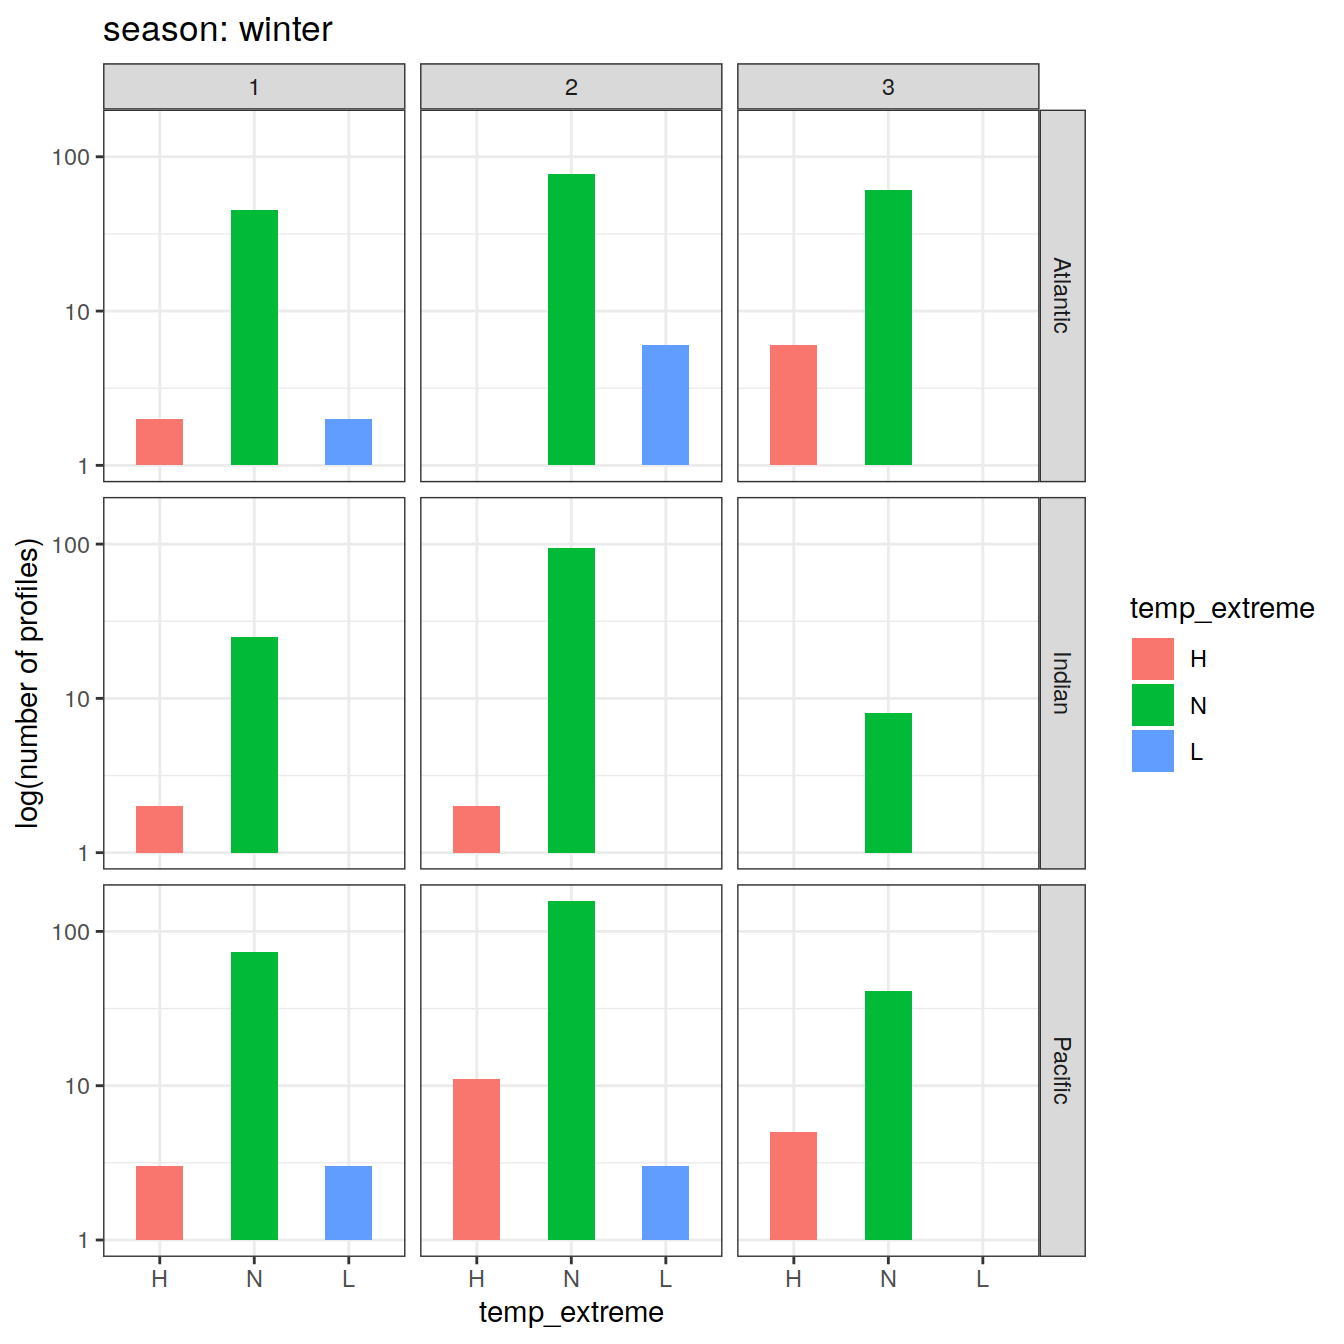 season: winter
1 2 3
100
10
1
Atlantic
100
10
1
Indian
100
10
1
Pacific
log(number of profiles)
H N L H N L H N L
temp_extreme
temp_extreme
H
N
L